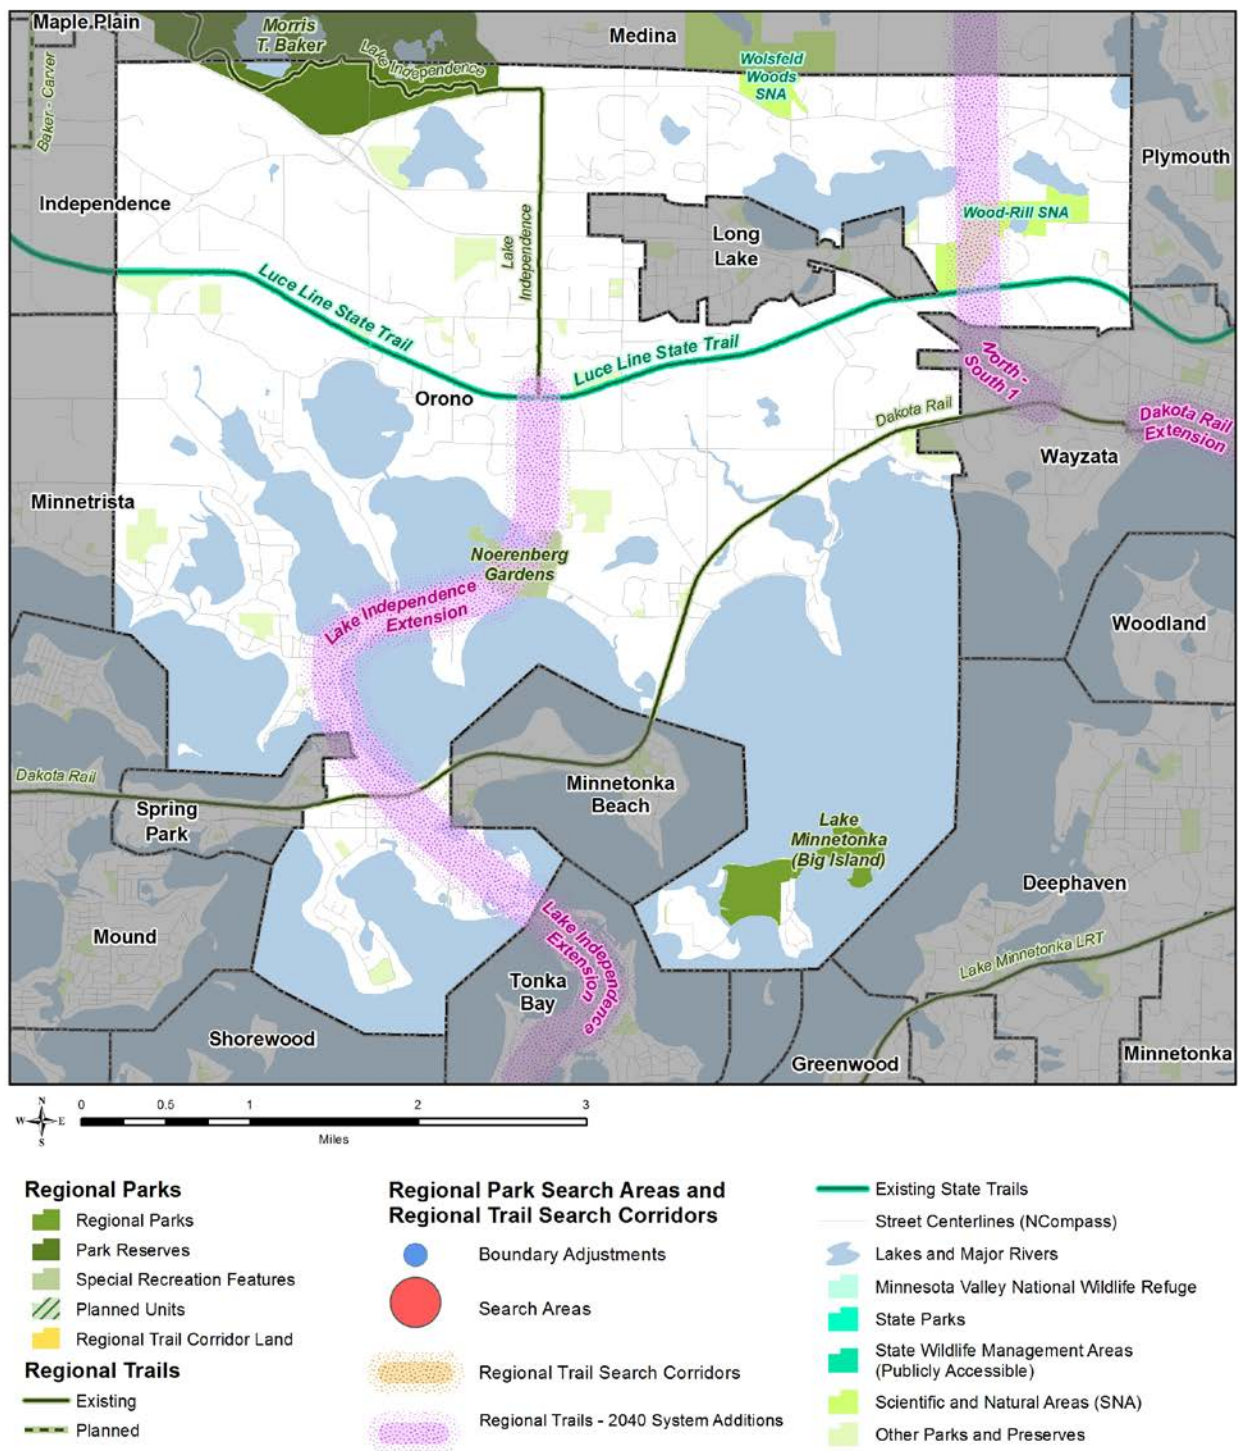 Maple Plain
Morris
T. Baker
Lake Independence
Medina
Wolsfeld
Woods
SNA
Baker - Carver
Plymouth
Independence
Wood-Rill SNA
Long
Lake
Lake
Independence
Luce Line State Trail
Luce Line State Trail
North -
South 1
Orono
Dakota Rail
Dakota Rail
Extension
Wayzata
Minnetrista
Noerenberg
Gardens
Lake Independence
Extension
Woodland
Dakota Rail
Spring
Park
Minnetonka
Beach
Lake
Minnetonka
(Big Island)
Deephaven
Mound
Lake Independence
Extension
Lake Minnetonka LRT
Tonka
Bay
Shorewood
Greenwood
Minnetonka
N
W E
S
0 0.5 1 2 3
Miles
Regional Parks
Regional Parks
Park Reserves
Special Recreation Features
Planned Units
Regional Trail Corridor Land
Regional Trails
Existing
Planned
Regional Park Search Areas and
Regional Trail Search Corridors
Boundary Adjustments
Search Areas
Regional Trail Search Corridors
Regional Trails - 2040 System Additions
Existing State Trails
Street Centerlines (NCompass)
Lakes and Major Rivers
Minnesota Valley National Wildlife Refuge
State Parks
State Wildlife Management Areas
(Publicly Accessible)
Scientific and Natural Areas (SNA)
Other Parks and Preserves